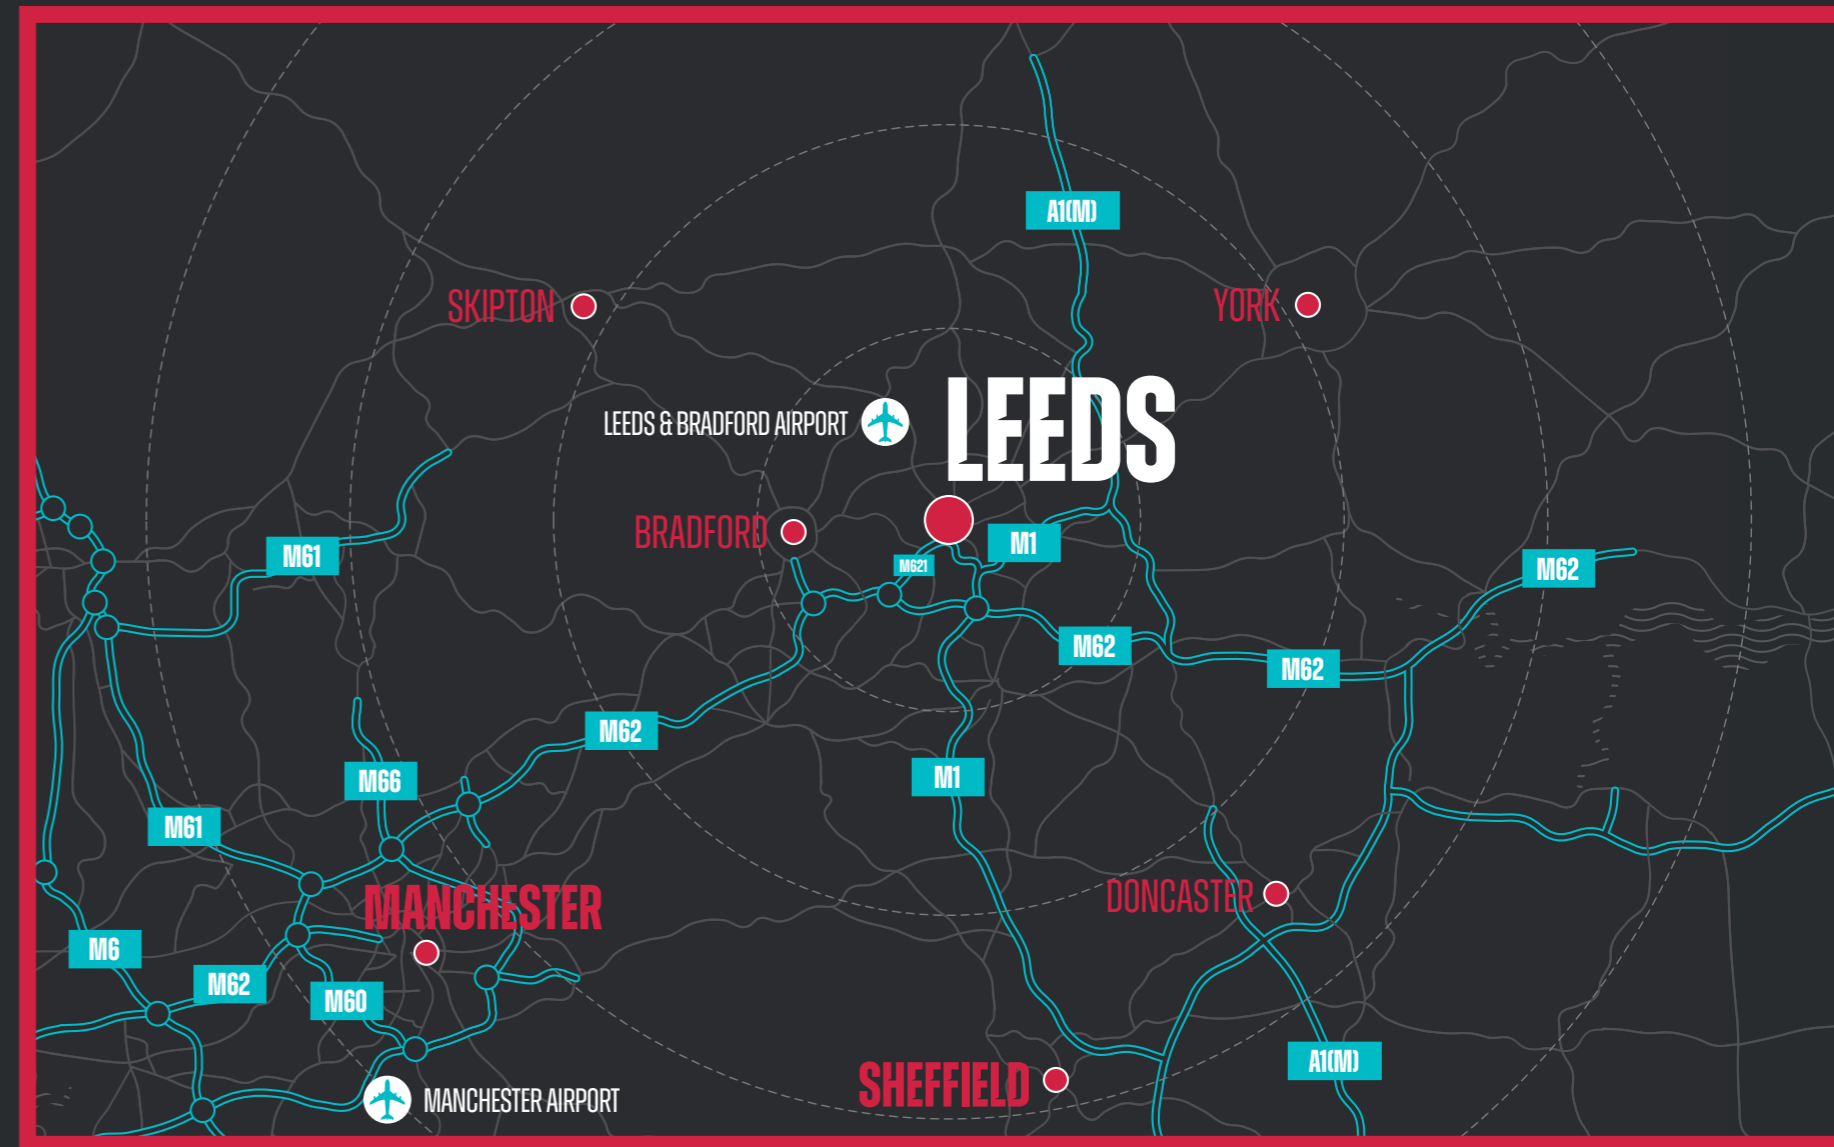 A1(M)
SKIPTON
YORK
LEEDS
LEEDS & BRADFORD AIRPORT
BRADFORD
M1
M61
M621
M62
M62
M62
M62
M66
M1
M61
MANCHESTER
DONCASTER
M6
M62
M60
A1(M)
SHEFFIELD
MANCHESTER AIRPORT